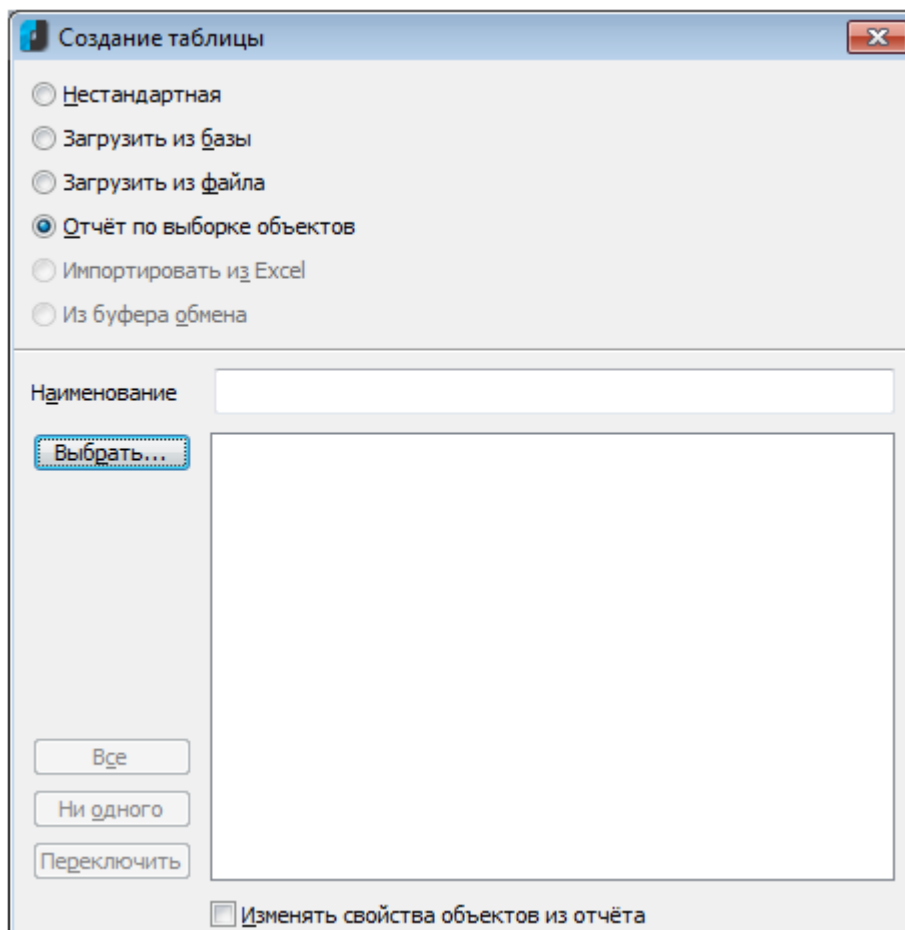 Создание таблицы
Нестандартная
Загрузить из базы
Загрузить из файла
Отчёт по выборке объектов
Импортировать из Excel
Из буфера обмена
Наименование
Выбрать...
Все
Ни одного
Переключить
Изменять свойства объектов из отчёта